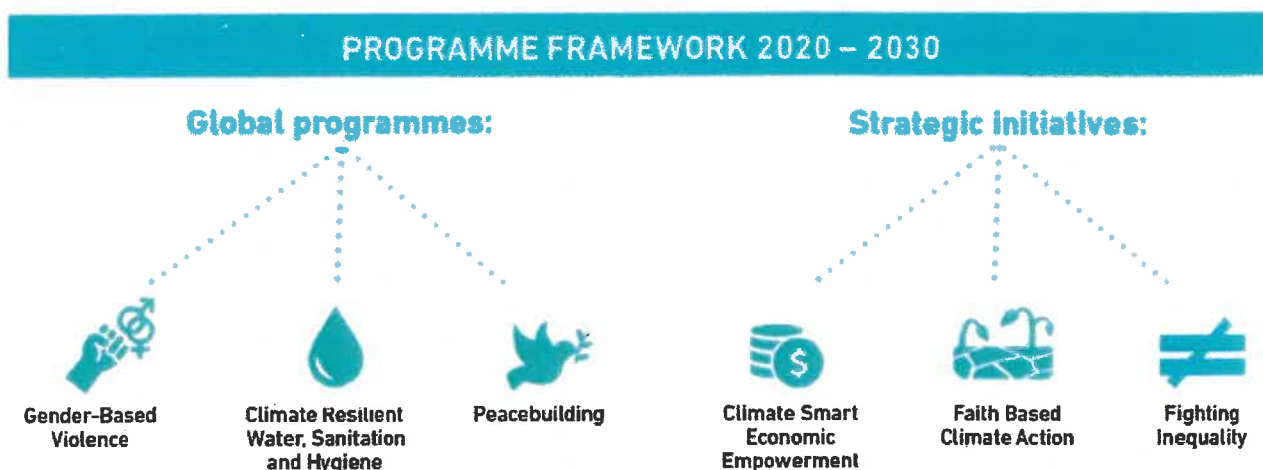 PROGRAMME FRAMEWORK 2020 – 2030
Global programmes:
Strategic initiatives:
Gender-Based
Violence
Climate Resilient
Water, Sanitation
and Hygiene
Peacebuilding
$
Climate Smart
Economic
Empowerment
Faith Based
Climate Action
Fighting
Inequality